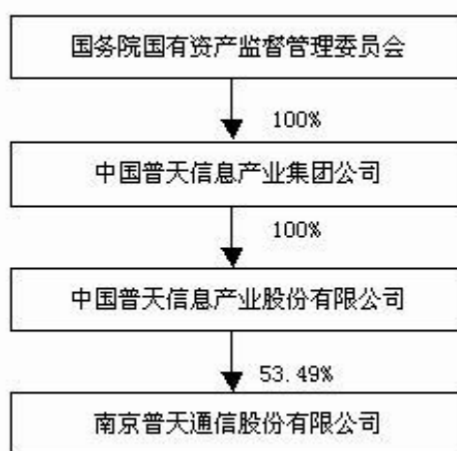 国务院国有资产监督管理委员会
100%
中国普天信息产业集团公司
100%
中国普天信息产业股份有限公司
53.49%
南京普天通信股份有限公司